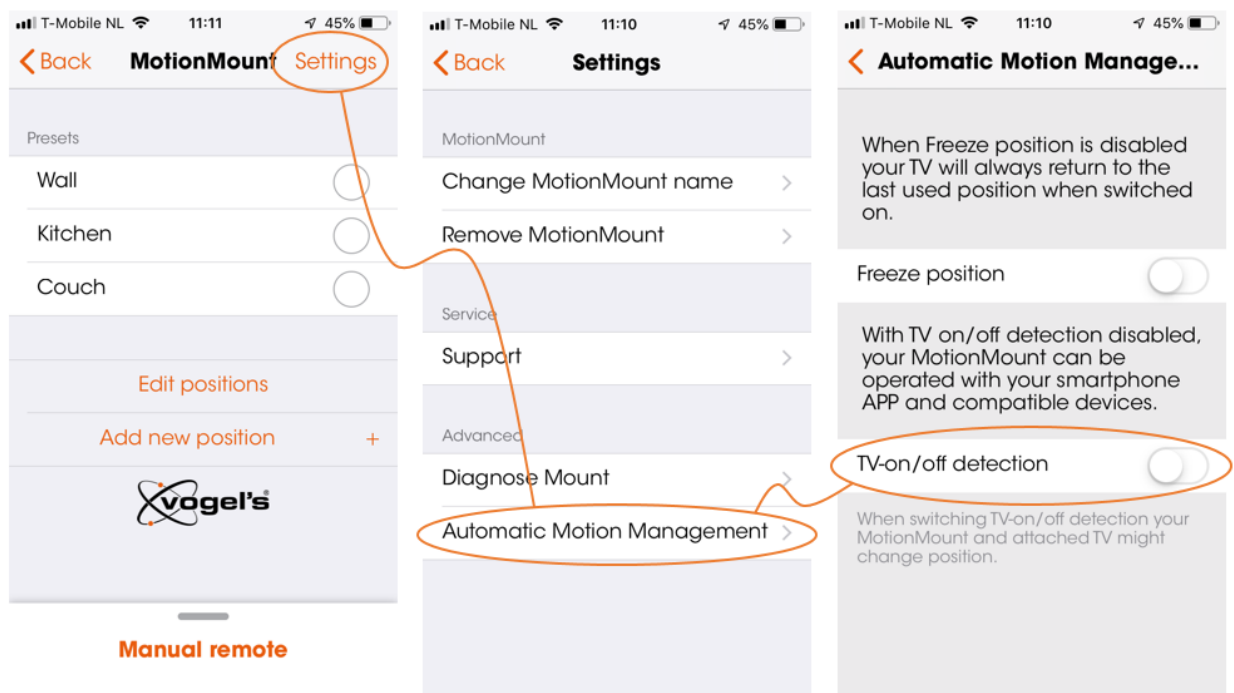 T-Mobile NL 11:11 45%
Back MotionMount Settings
Presets
Wall
Kitchen
Couch
Edit positions
Add new position +
vogel's
Manual remote
T-Mobile NL 11:10 45%
Back Settings
MotionMount
Change MotionMount name
Remove MotionMount
Service
Support
Advanced
Diagnose Mount
Automatic Motion Management
T-Mobile NL 11:10 45%
Automatic Motion Manage...
When Freeze position is disabled
your TV will always return to the
last used position when switched
on.
Freeze position
With TV on/off detection disabled,
your MotionMount can be
operated with your smartphone
APP and compatible devices.
TV-on/off detection
When switching TV-on/off detection your
MotionMount and attached TV might
change position.